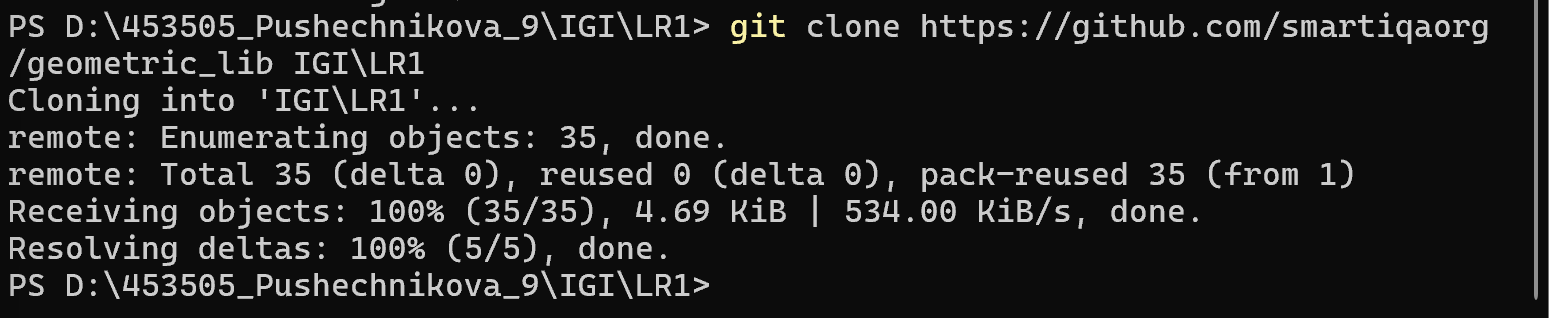 PS D:\453505_Pushechnikova_9\IGI\LR1> git clone https://github.com/smartiqaorg
/geometric_lib IGI\LR1
Cloning into 'IGI\LR1'...
remote: Enumerating objects: 35, done.
remote: Total 35 (delta 0), reused 0 (delta 0), pack-reused 35 (from 1)
Receiving objects: 100% (35/35), 4.69 KiB | 534.00 KiB/s, done.
Resolving deltas: 100% (5/5), done.
PS D:\453505_Pushechnikova_9\IGI\LR1>